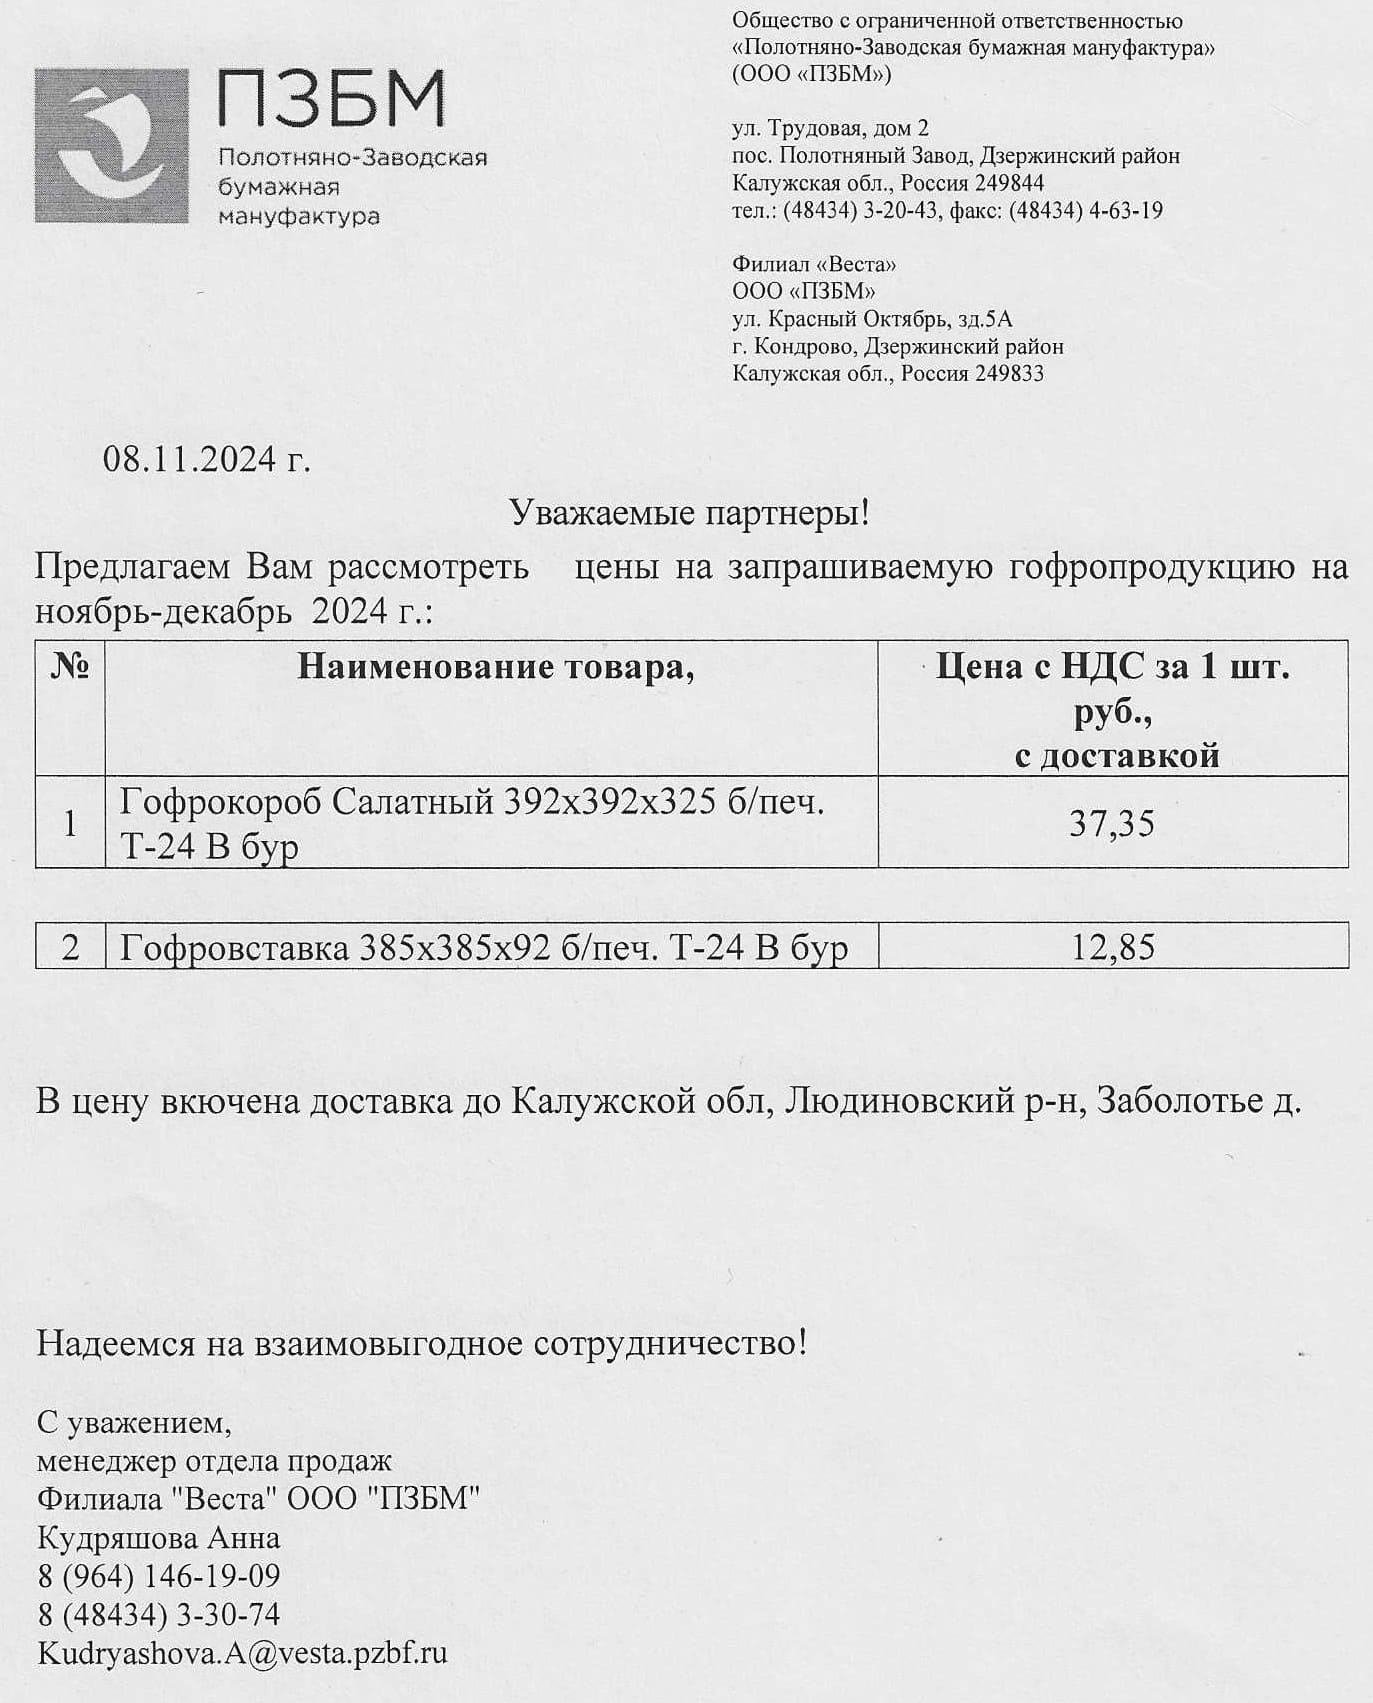 ПЗБМ
Полотняно-Заводская
бумажная
мануфактура
Общество с ограниченной ответственностью
«Полотняно-Заводская бумажная мануфактура»
(ООО «ПЗБМ»)
ул. Трудовая, дом 2
пос. Полотняный Завод, Дзержинский район
Калужская обл., Россия 249844
тел.: (48434) 3-20-43, факс: (48434) 4-63-19
Филиал «Веста»
ООО «ПЗБМ»
ул. Красный Октябрь, зд.5А
г. Кондрово, Дзержинский район
Калужская обл., Россия 249833
08.11.2024 г.
Уважаемые партнеры!
Предлагаем Вам рассмотреть цены на запрашиваемую гофропродукцию на
ноябрь-декабрь 2024 г.:
№ Наименование товара, Цена с НДС за 1 шт.
руб.,
с доставкой
1 Гофрокороб Салатный 392х392х325 б/печ. 37,35
Т-24 В бур
2 Гофровставка 385х385х92 б/печ. Т-24 В бур 12,85
В цену вкючена доставка до Калужской обл, Людиновский р-н, Заболотье д.
Надеемся на взаимовыгодное сотрудничество!
С уважением,
менеджер отдела продаж
Филиала "Веста" ООО "ПЗБМ"
Кудряшова Анна
8 (964) 146-19-09
8 (48434) 3-30-74
Kudryashova.A@vesta.pzbf.ru